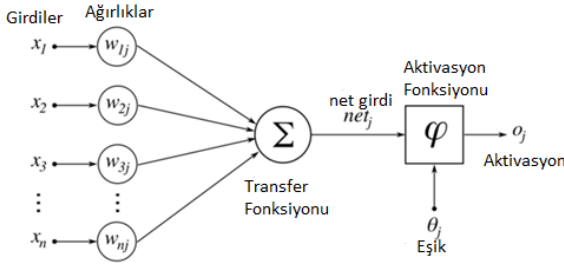 Girdiler
Ağırlıklar
x1
w1j
x2
w2j
x3
w3j
⋮
⋮
xn
wnj
Σ
Transfer
Fonksiyonu
net girdi
netj
Aktivasyon
Fonksiyonu
φ
oj
Aktivasyon
θj
Eşik